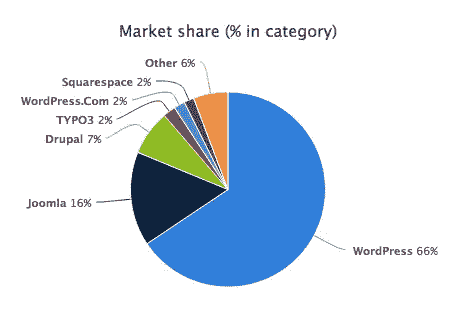 Market share (% in category)
Other 6%
Squarespace 2%
WordPress.Com 2%
TYPO3 2%
Drupal 7%
Joomla 16%
WordPress 66%